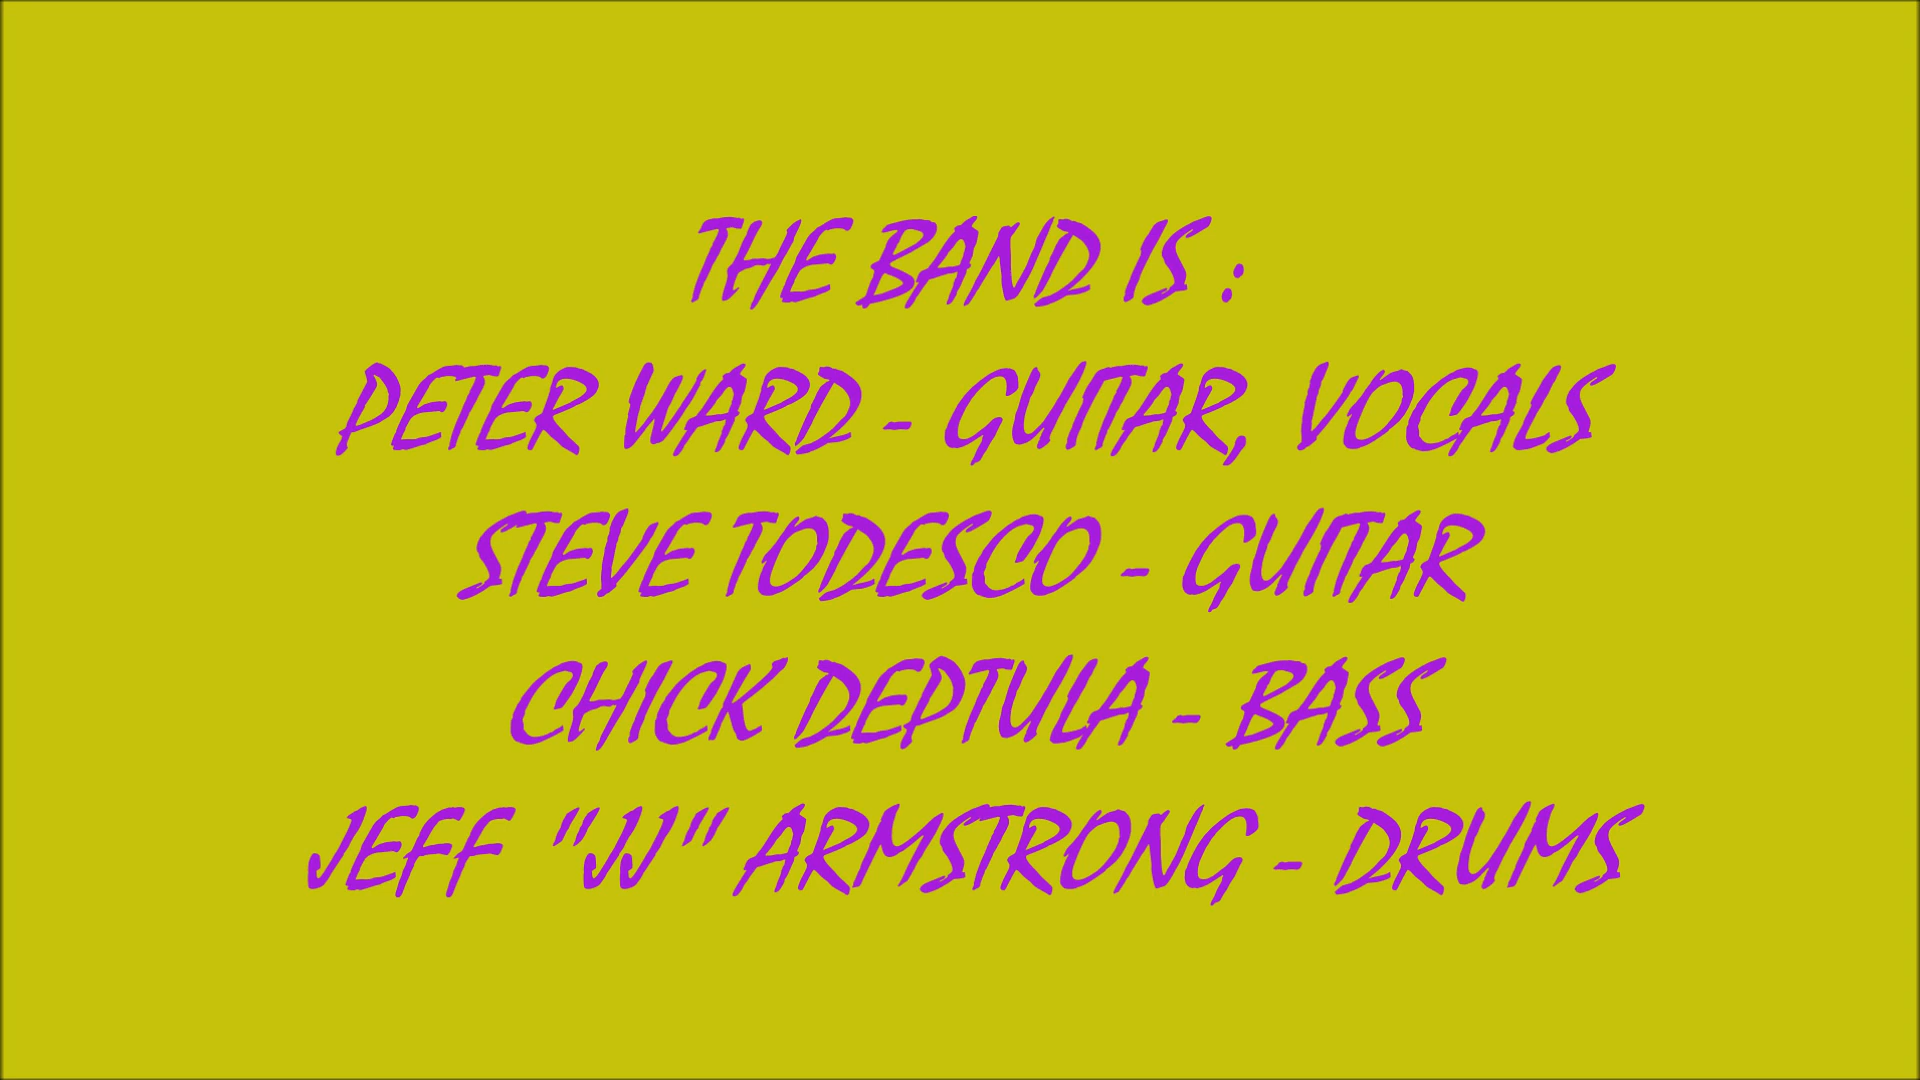 THE BAND IS :
PETER WARD - GUITAR, VOCALS
STEVE TODESCO - GUITAR
CHICK DEPTULA - BASS
JEFF "JJ" ARMSTRONG - DRUMS